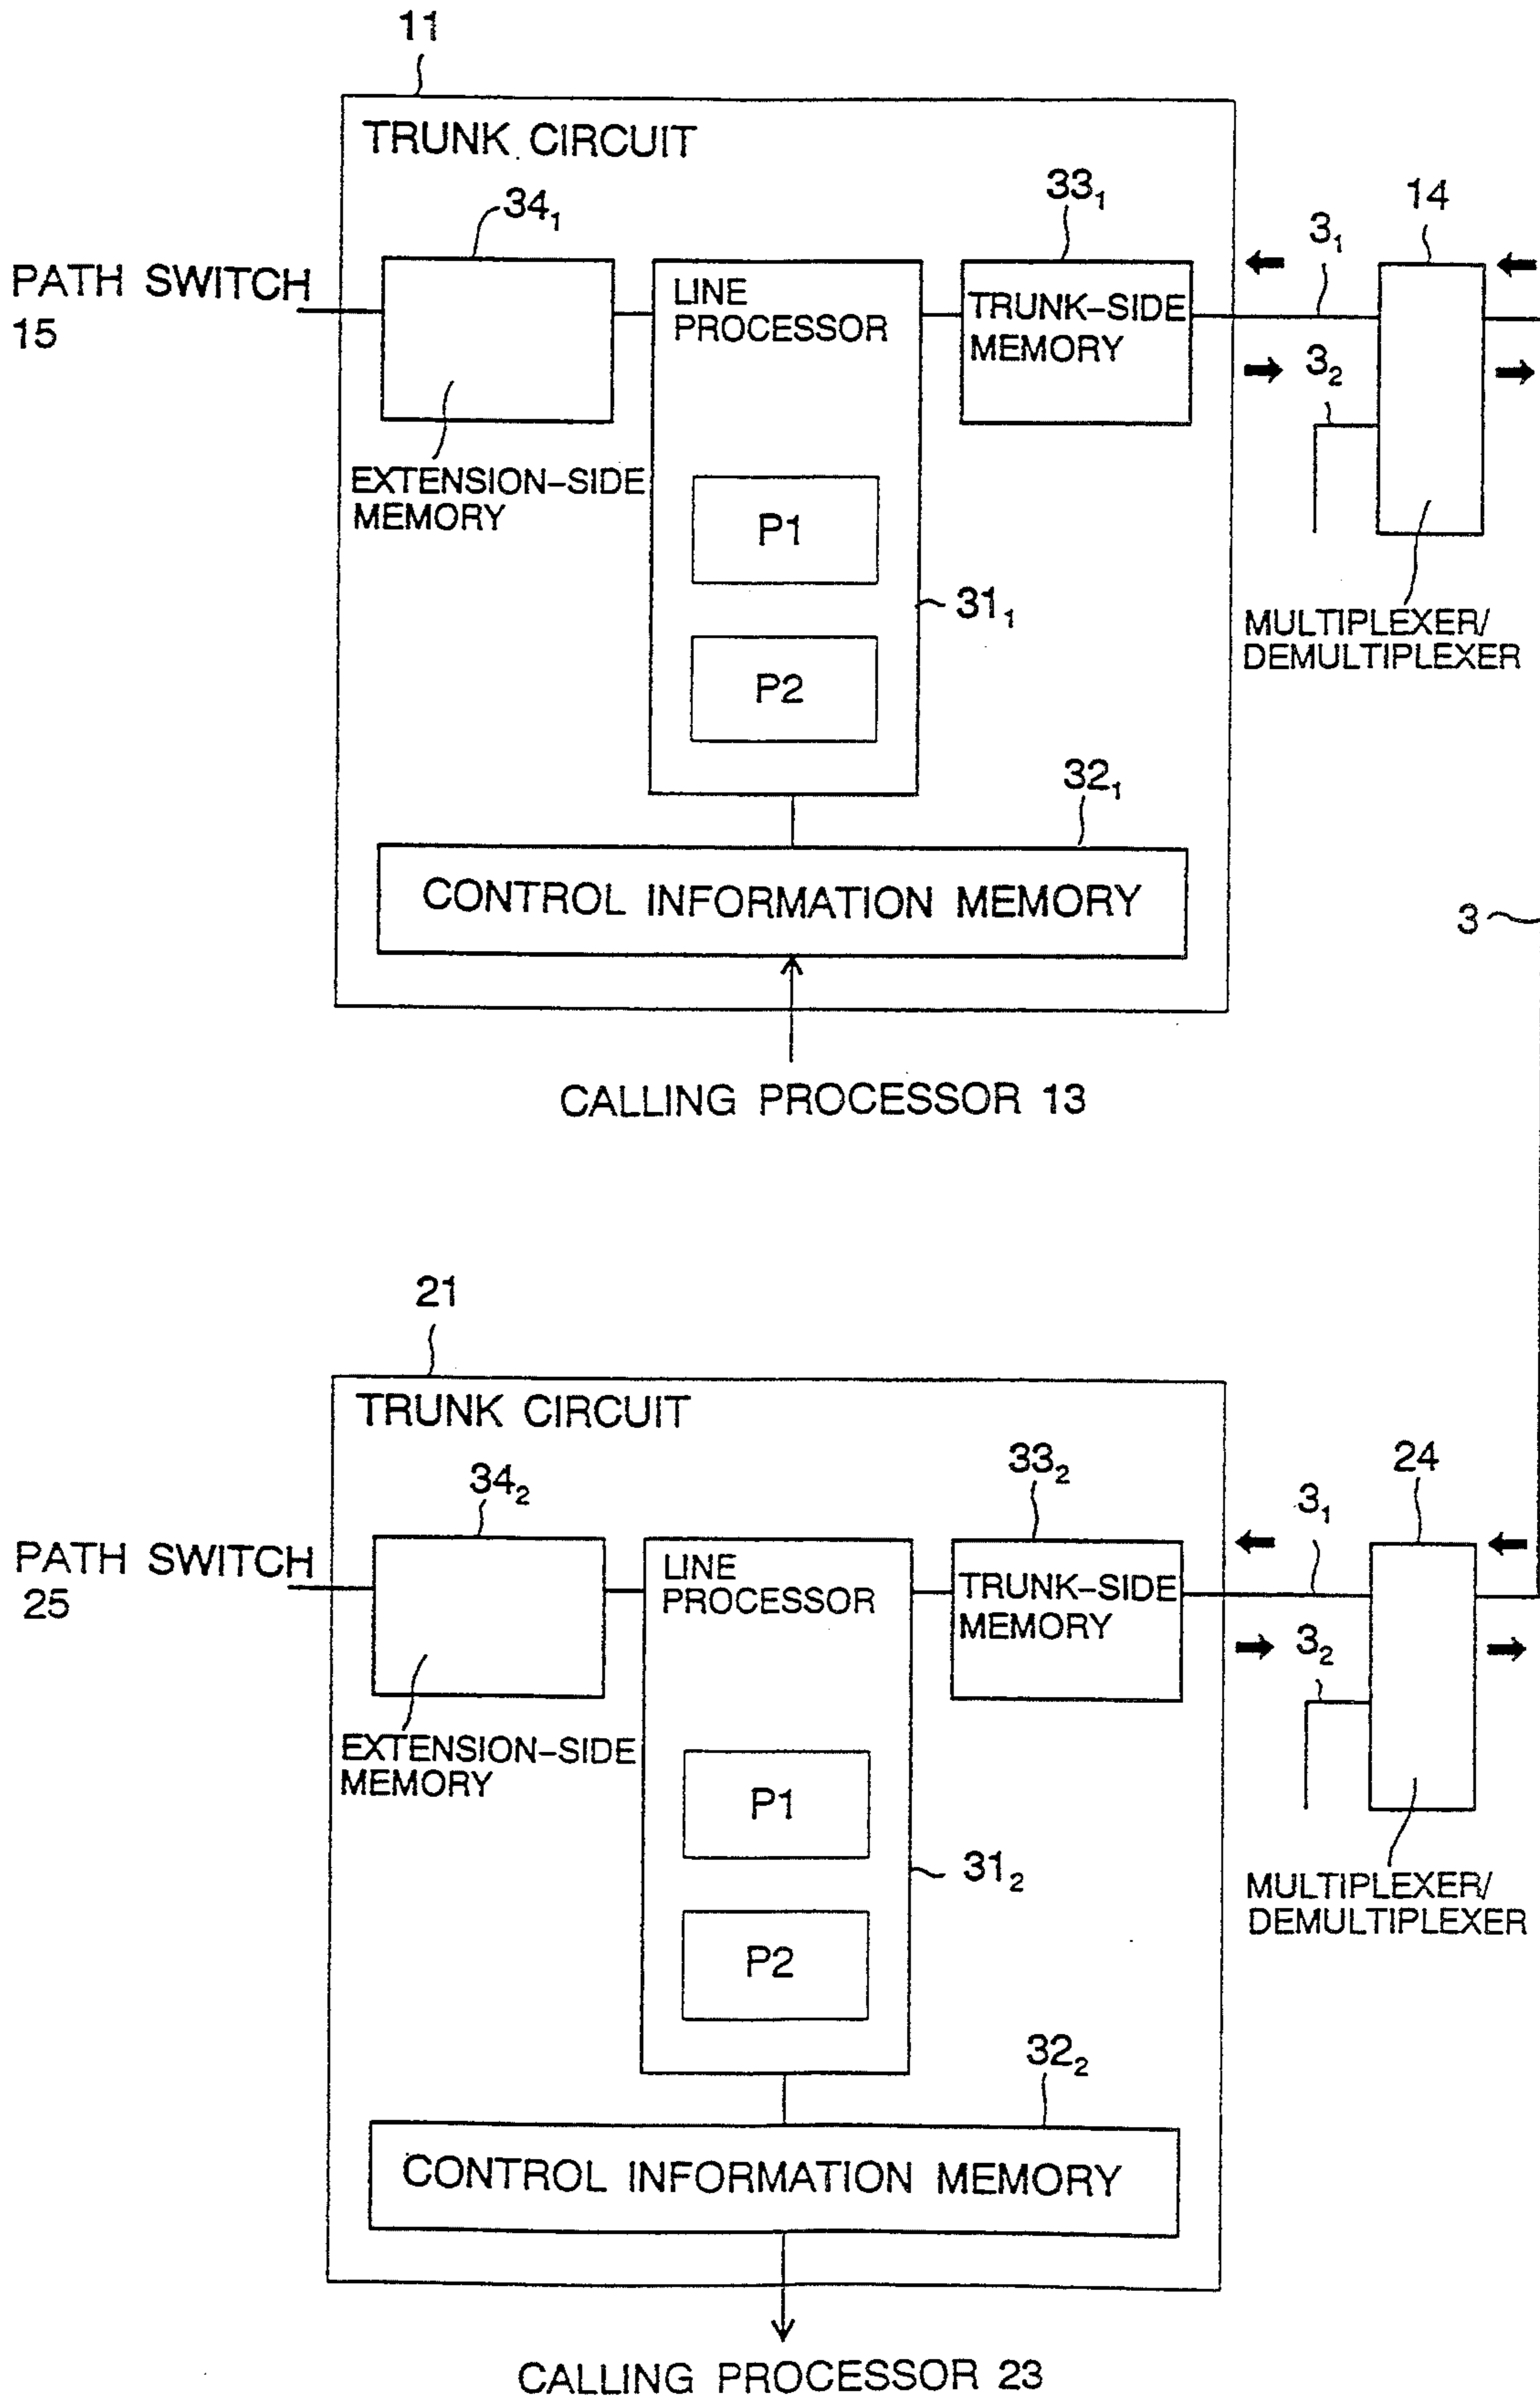 11
TRUNK CIRCUIT
34₁
33₁
14
3₁
PATH SWITCH
15
LINE
PROCESSOR
TRUNK-SIDE
MEMORY
3₂
EXTENSION-SIDE
MEMORY
P1
31₁
MULTIPLEXER/
DEMULTIPLEXER
P2
32₁
CONTROL INFORMATION MEMORY
3
CALLING PROCESSOR 13
21
TRUNK CIRCUIT
34₂
33₂
24
3₁
PATH SWITCH
25
LINE
PROCESSOR
TRUNK-SIDE
MEMORY
3₂
EXTENSION-SIDE
MEMORY
P1
31₂
MULTIPLEXER/
DEMULTIPLEXER
P2
32₂
CONTROL INFORMATION MEMORY
CALLING PROCESSOR 23